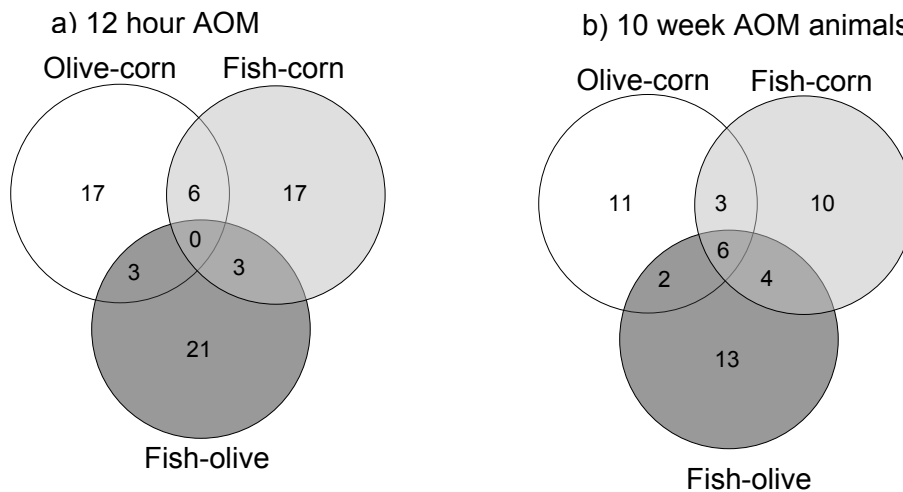 a) 12 hour AOM
Olive-corn
Fish-corn
17
6
17
0
3
3
21
Fish-olive
b) 10 week AOM animals
Olive-corn
Fish-corn
11
3
10
6
2
4
13
Fish-olive